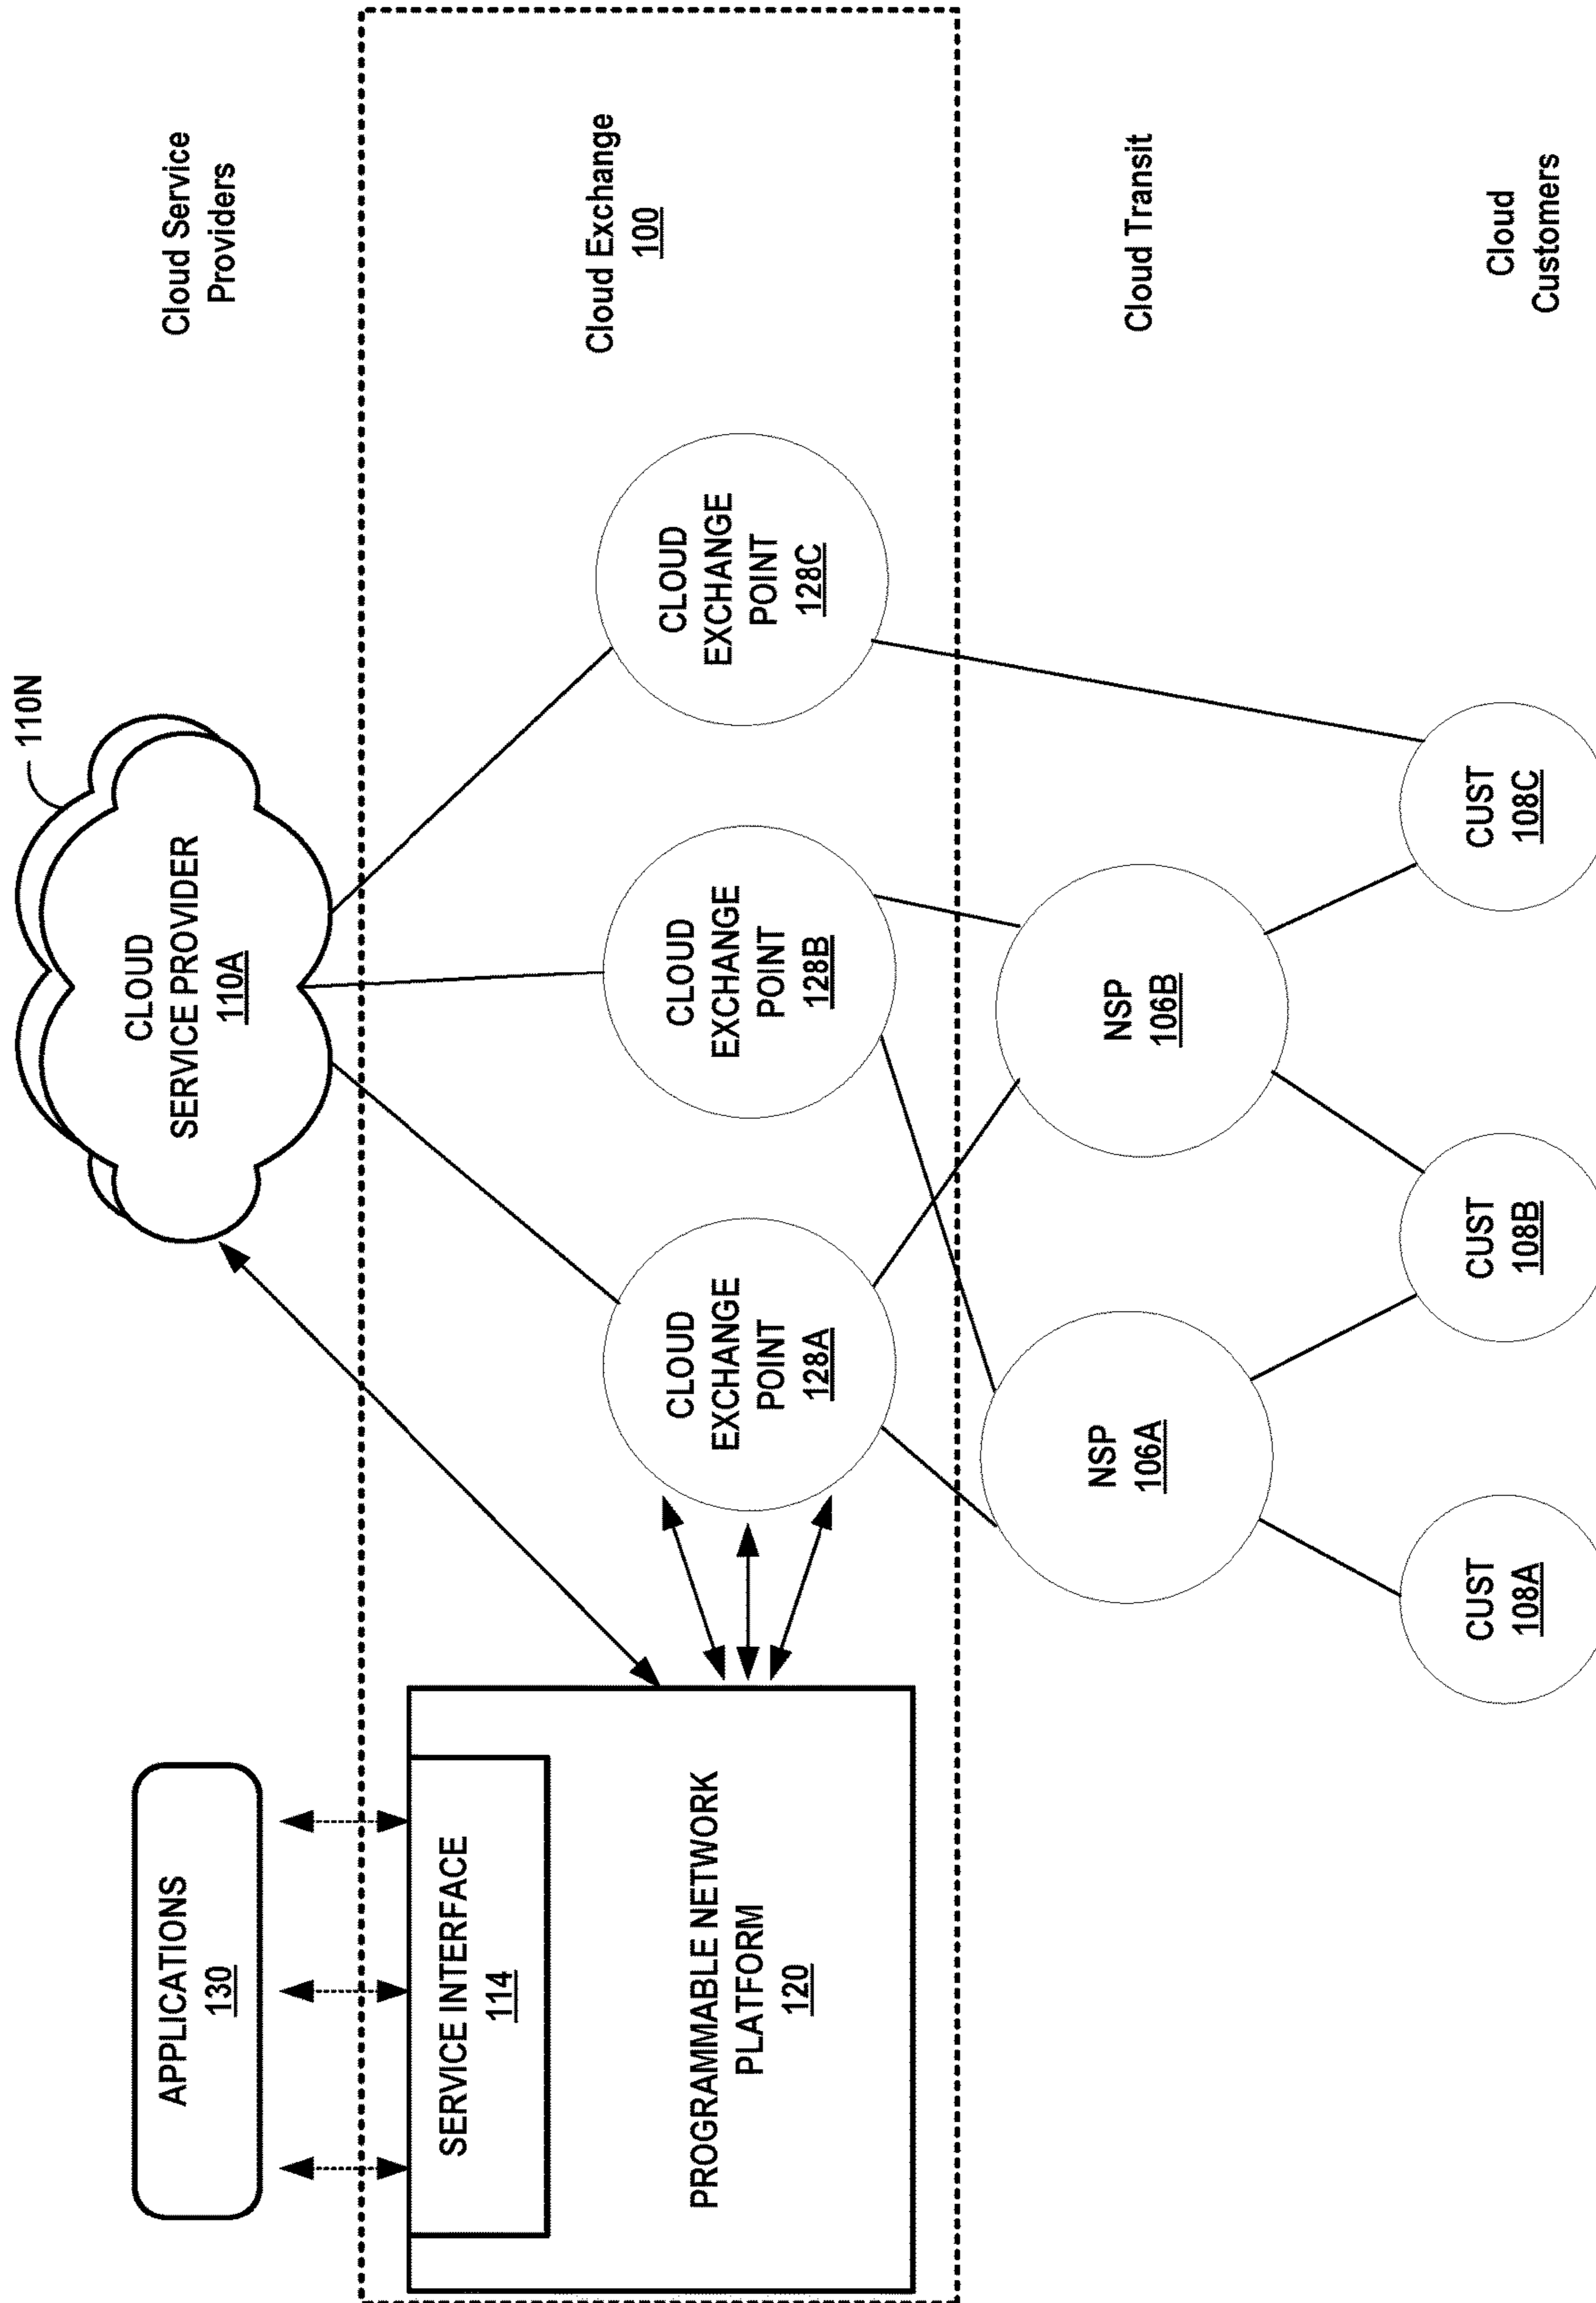 110N
CLOUD
SERVICE PROVIDER
110A
Cloud Service
Providers
APPLICATIONS
130
SERVICE INTERFACE
114
PROGRAMMABLE NETWORK
PLATFORM
120
CLOUD
EXCHANGE
POINT
128A
CLOUD
EXCHANGE
POINT
128B
CLOUD
EXCHANGE
POINT
128C
Cloud Exchange
100
NSP
106A
NSP
106B
Cloud Transit
CUST
108A
CUST
108B
CUST
108C
Cloud
Customers